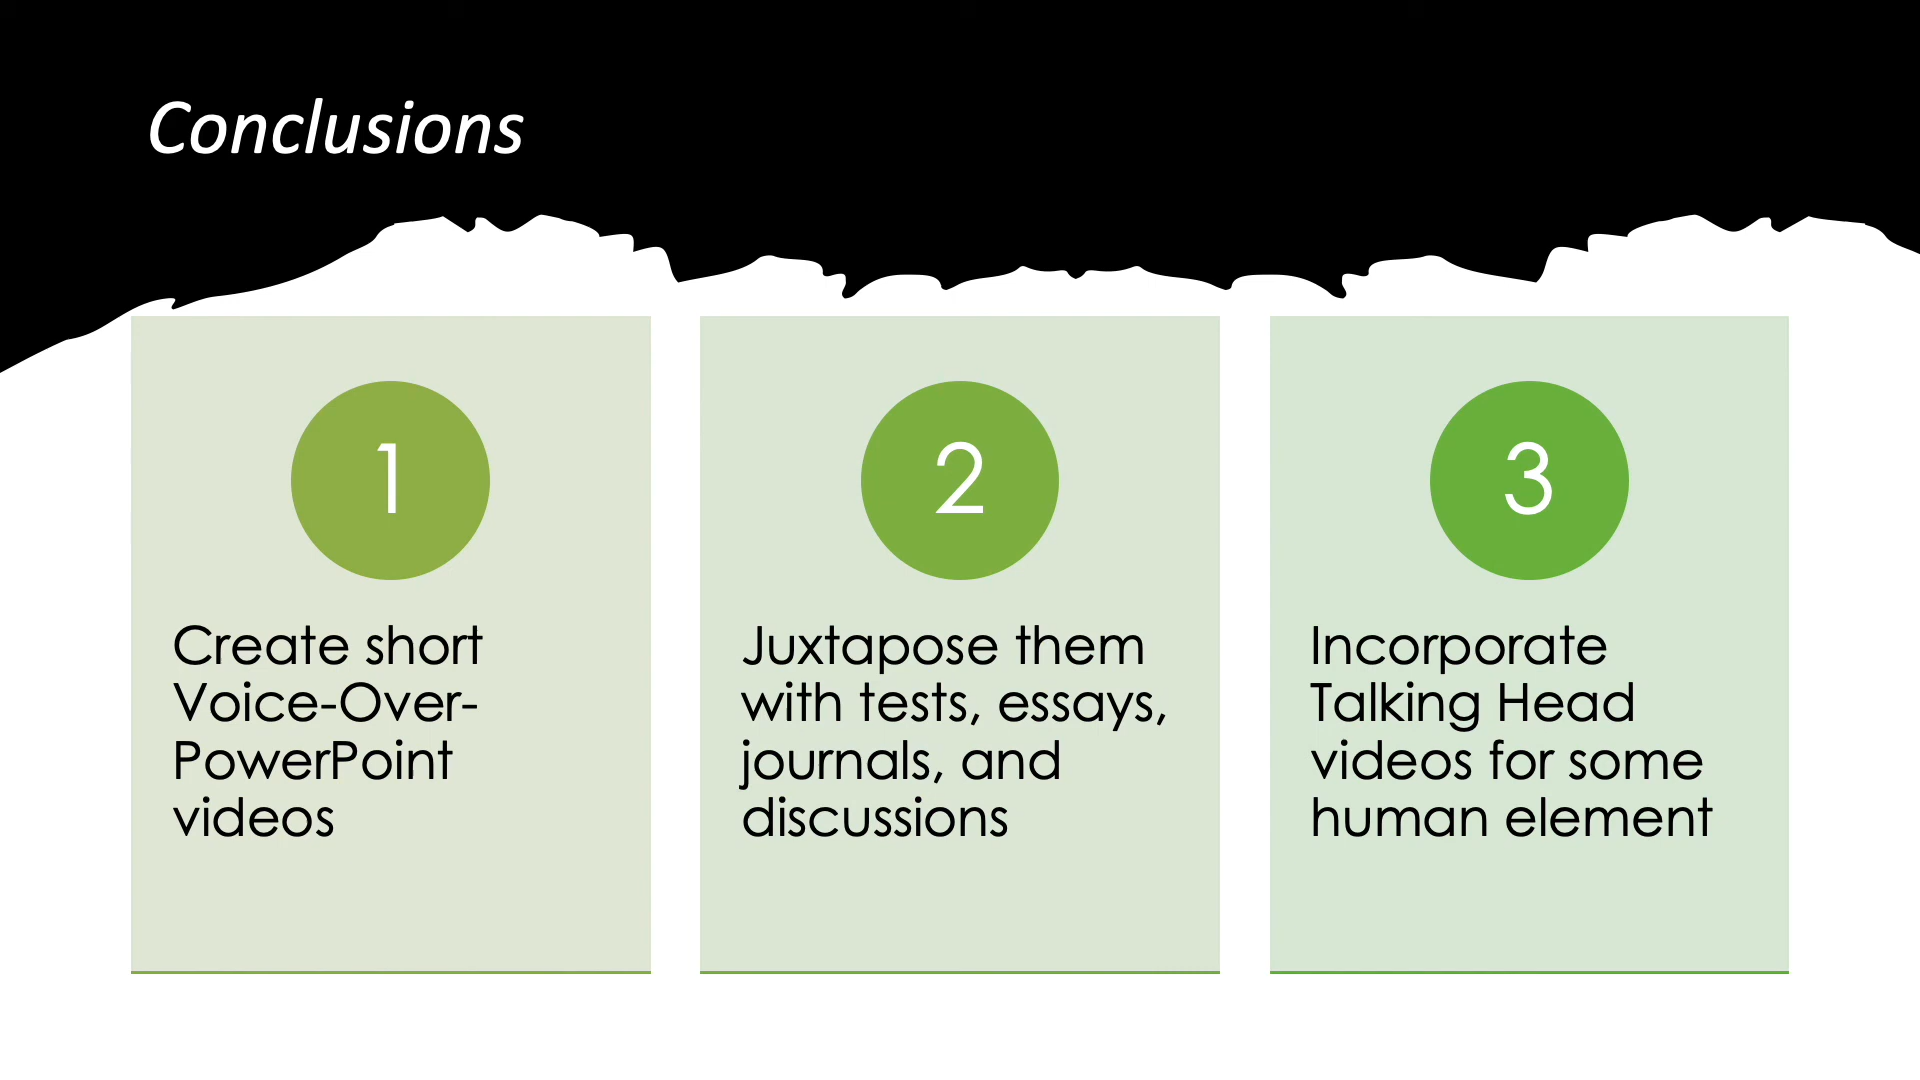 Conclusions
1
Create short
Voice-Over-
PowerPoint
videos
2
Juxtapose them
with tests, essays,
journals, and
discussions
3
Incorporate
Talking Head
videos for some
human element